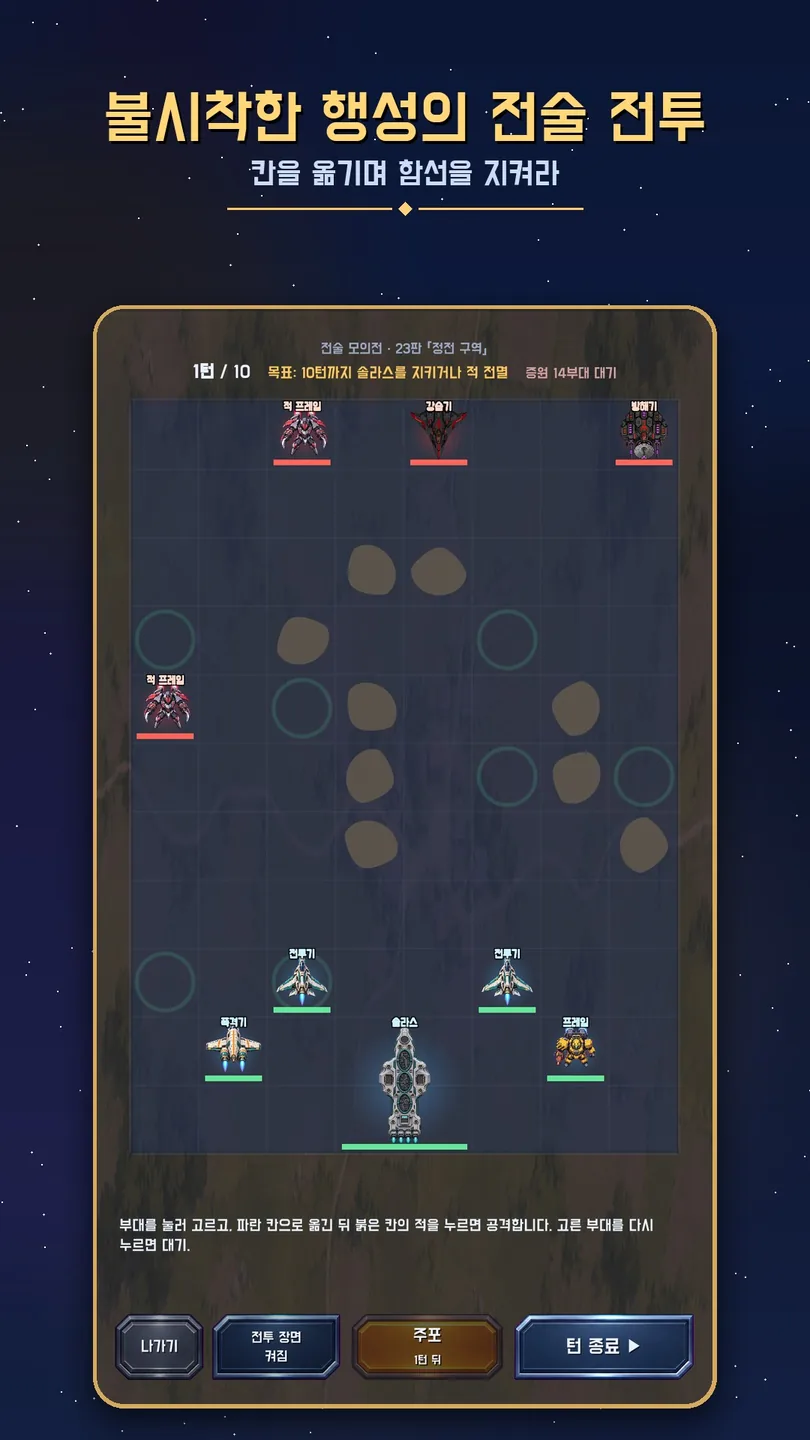 불시착한 행성의 전술 전투
칸을 옮기며 함선을 지켜라
전술 모의전 · 23판 「정전 구역」
1턴 / 10 목표: 10턴까지 솔라스를 지키거나 적 전멸 증원 14부대 대기
적 프레임 강습기 방해기
적 프레임
전투기 전투기
폭격기 솔라스 프레임
부대를 눌러 고르고, 파란 칸으로 옮긴 뒤 붉은 칸의 적을 누르면 공격합니다. 고른 부대를 다시
누르면 대기.
나가기
전투 장면
켜짐
주포
1턴 뒤
턴 종료 ▶